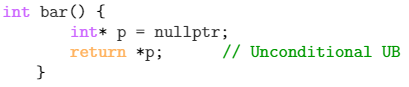 int bar() {
int* p = nullptr;
return *p; // Unconditional UB
}